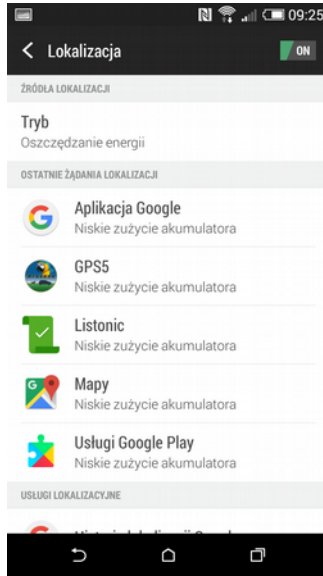 09:25
Lokalizacja
ON
ŹRÓDŁA LOKALIZACJI
Tryb
Oszczędzanie energii
OSTATNIE ŻĄDANIA LOKALIZACJI
Aplikacja Google
Niskie zużycie akumulatora
GPS5
Niskie zużycie akumulatora
Listonic
Niskie zużycie akumulatora
Mapy
Niskie zużycie akumulatora
Usługi Google Play
Niskie zużycie akumulatora
USŁUGI LOKALIZACYJNE